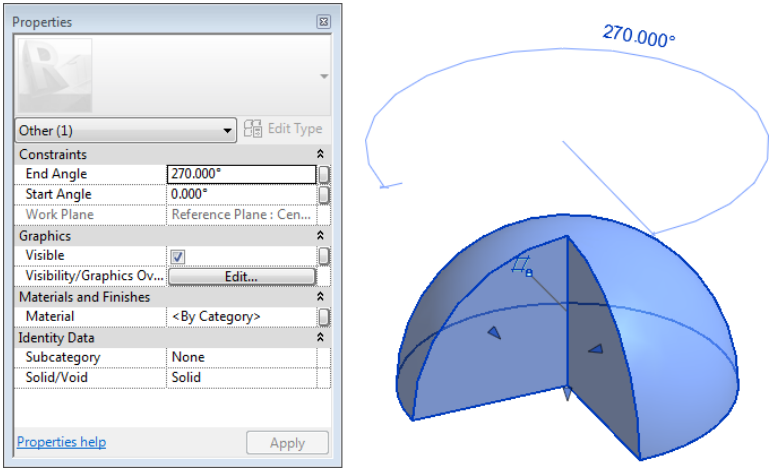 Properties
Other (1)
Edit Type
Constraints
End Angle 270.000°
Start Angle 0.000°
Work Plane Reference Plane : Cen...
Graphics
Visible
Visibility/Graphics Ov... Edit...
Materials and Finishes
Material <By Category>
Identity Data
Subcategory None
Solid/Void Solid
Properties help
Apply
270.000°